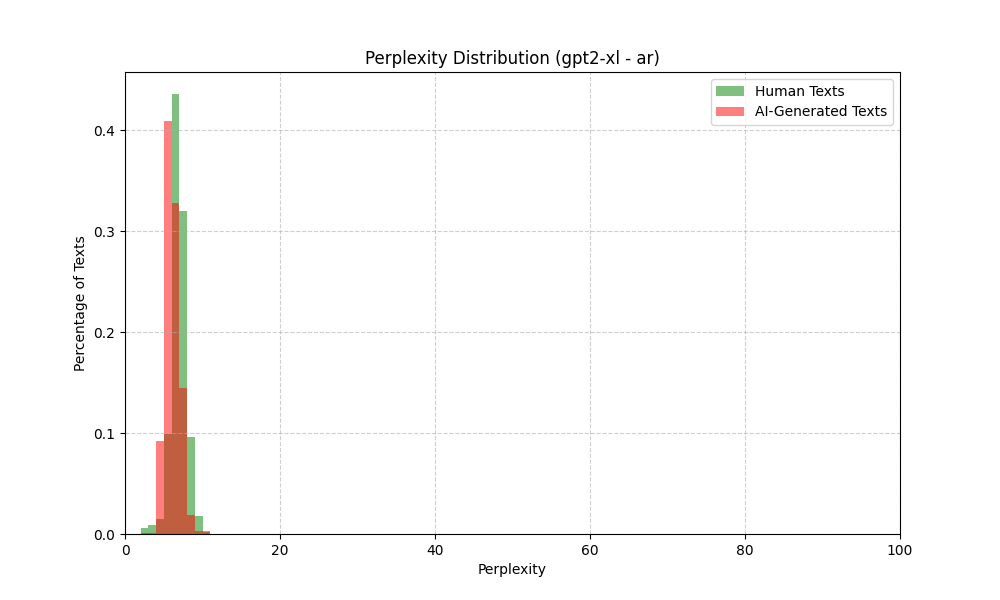 Perplexity Distribution (gpt2-xl - ar)
Human Texts
AI-Generated Texts
Percentage of Texts
0.4
0.3
0.2
0.1
0.0
0 20 40 60 80 100
Perplexity